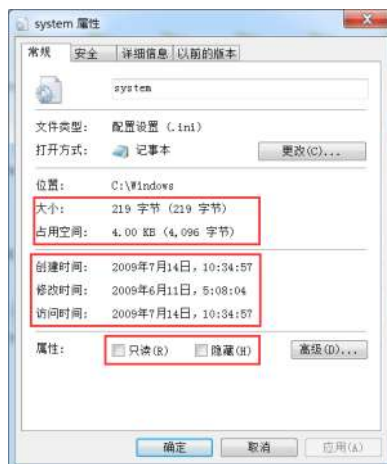 system 属性
常规 安全 详细信息 以前的版本
system
文件类型: 配置设置 (.ini)
打开方式: 记事本 更改(C)...
位置: C:\Windows
大小: 219 字节 (219 字节)
占用空间: 4.00 KB (4,096 字节)
创建时间: 2009年7月14日，10:34:57
修改时间: 2009年6月11日，5:08:04
访问时间: 2009年7月14日，10:34:57
属性: 只读(R) 隐藏(H) 高级(D)...
确定 取消 应用(A)